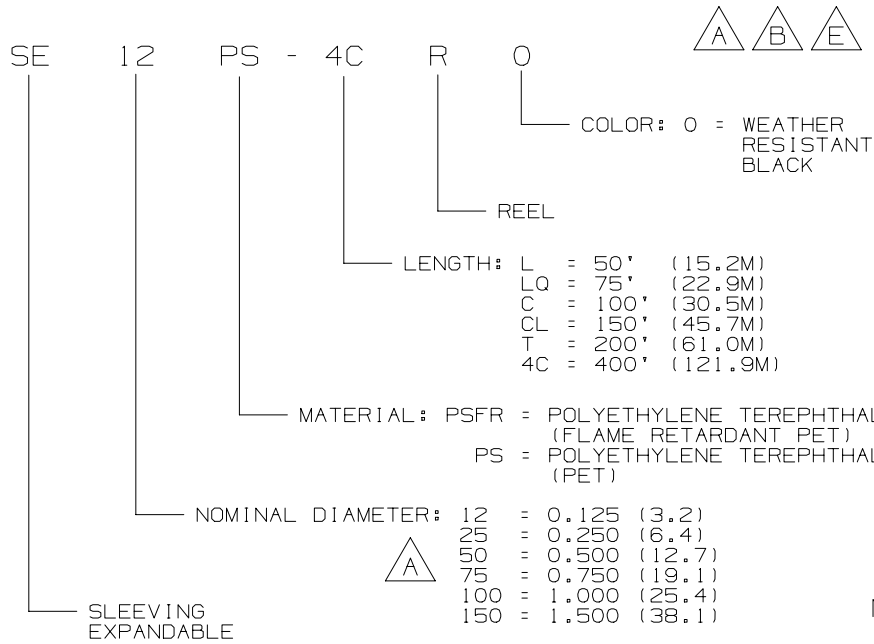 A B E
SE 12 PS - 4C R 0
COLOR: 0 = WEATHER
RESISTANT
BLACK
REEL
LENGTH: L = 50' (15.2M)
LQ = 75' (22.9M)
C = 100' (30.5M)
CL = 150' (45.7M)
T = 200' (61.0M)
4C = 400' (121.9M)
MATERIAL: PSFR = POLYETHYLENE
(FLAME RETARDANT PET)
PS = POLYETHYLENE
(PET)
NOMINAL DIAMETER: 12 = 0.125 (3.2)
25 = 0.250 (6.4)
A 50 = 0.500 (12.7)
75 = 0.750 (19.1)
100 = 1.000 (25.4)
150 = 1.500 (38.1)
SLEEVING
EXPANDABLE